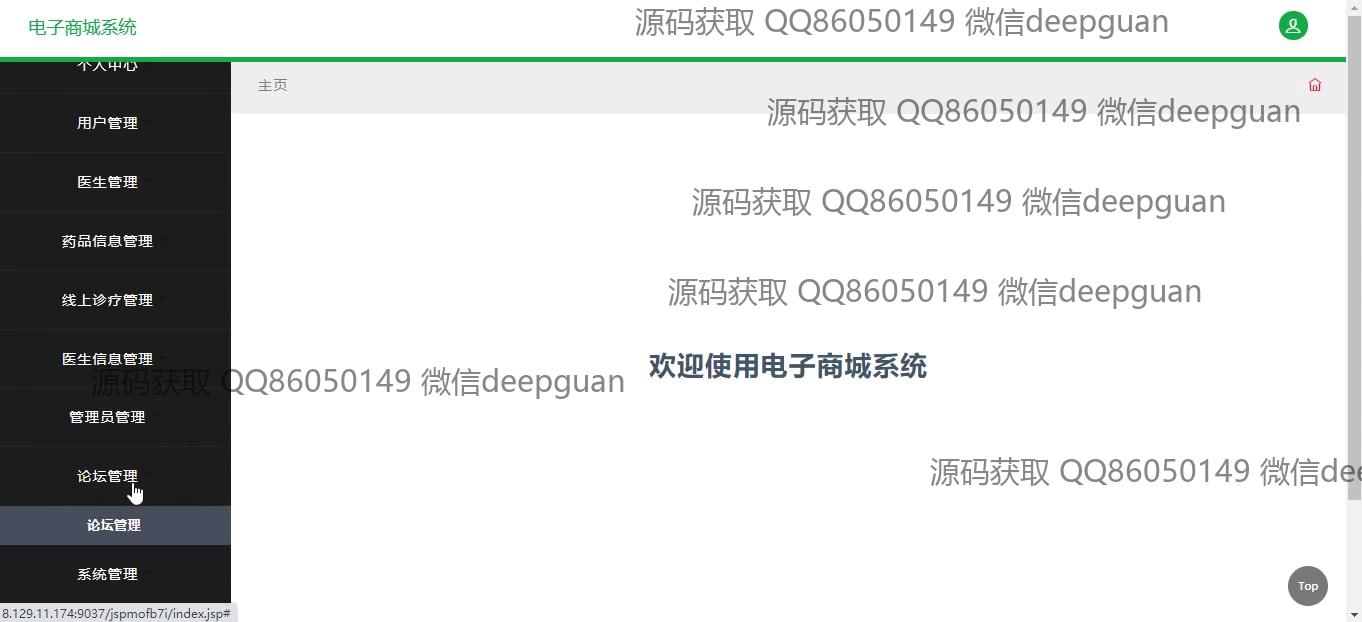 电子商城系统
源码获取 QQ86050149 微信deepguan
个人中心
主页
源码获取 QQ86050149 微信deepguan
用户管理
医生管理
源码获取 QQ86050149 微信deepguan
药品信息管理
线上诊疗管理
源码获取 QQ86050149 微信deepguan
医生信息管理
欢迎使用电子商城系统
源码获取 QQ86050149 微信deepguan
管理员管理
论坛管理
源码获取 QQ86050149 微信dee
论坛管理
系统管理
Top
8.129.11.174:9037/jspmofb7i/index.jsp#